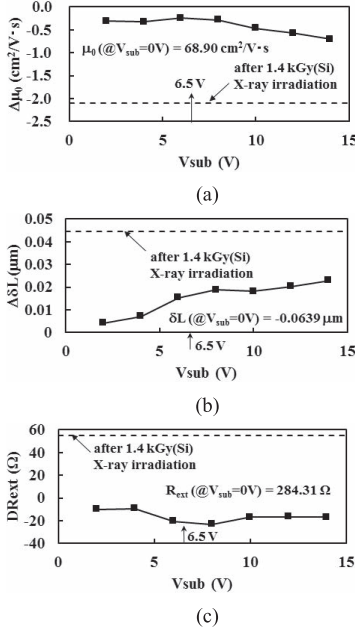 0.0
-0.5
-1.0
-1.5
-2.0
-2.5
Δμ₀ (cm²/V·s)
μ₀ (@Vsub=0V) = 68.90 cm²/V·s
6.5 V
after 1.4 kGy(Si)
X-ray irradiation
0 5 10 15
Vsub (V)
(a)
0.05
0.04
0.03
0.02
0.01
0
ΔδL (μm)
after 1.4 kGy(Si)
X-ray irradiation
δL (@Vsub=0V) = -0.0639 μm
6.5 V
0 5 10 15
Vsub (V)
(b)
60
40
20
0
-20
-40
DRext (Ω)
after 1.4 kGy(Si)
X-ray irradiation
Rext (@Vsub=0V) = 284.31 Ω
6.5 V
0 5 10 15
Vsub (V)
(c)